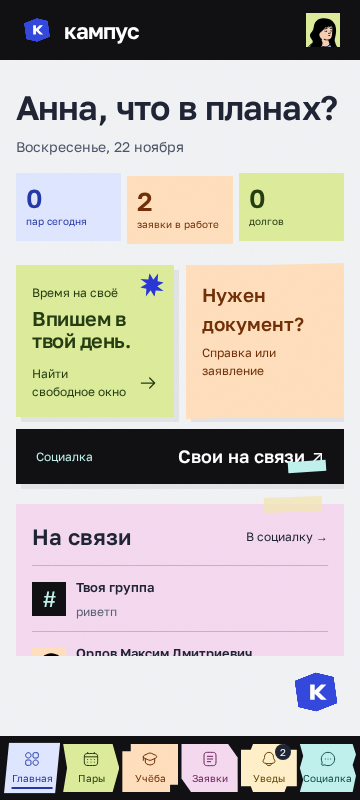 K кампус
Анна, что в планах?
Воскресенье, 22 ноября
0
пар сегодня
2
заявки в работе
0
долгов
Время на своё
Впишем в
твой день.
Найти
свободное окно →
Нужен
документ?
Справка или
заявление
Социалка
Свои на связи ↗
На связи
В социалку →
#
Твоя группа
риветп
Орлов Максим Дмитриевич
K
Главная
Пары
Учёба
Заявки
2
Уведы
Социалка